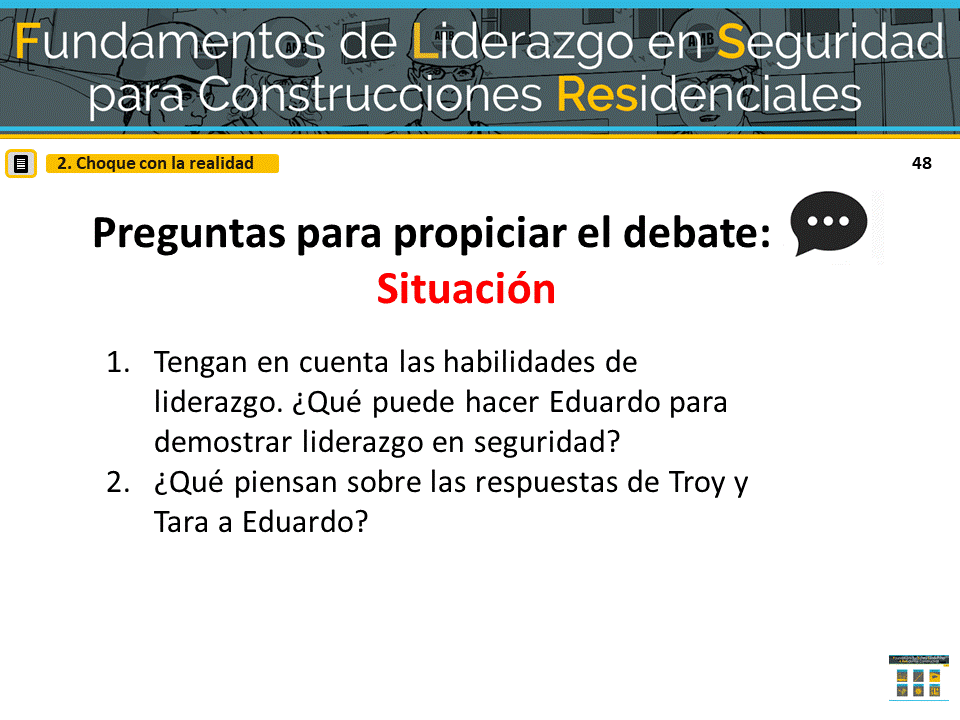 Fundamentos de Liderazgo en Seguridad
para Construcciones Residenciales
2. Choque con la realidad
48
Preguntas para propiciar el debate:
Situación
1. Tengan en cuenta las habilidades de
liderazgo. ¿Qué puede hacer Eduardo para
demostrar liderazgo en seguridad?
2. ¿Qué piensan sobre las respuestas de Troy y
Tara a Eduardo?